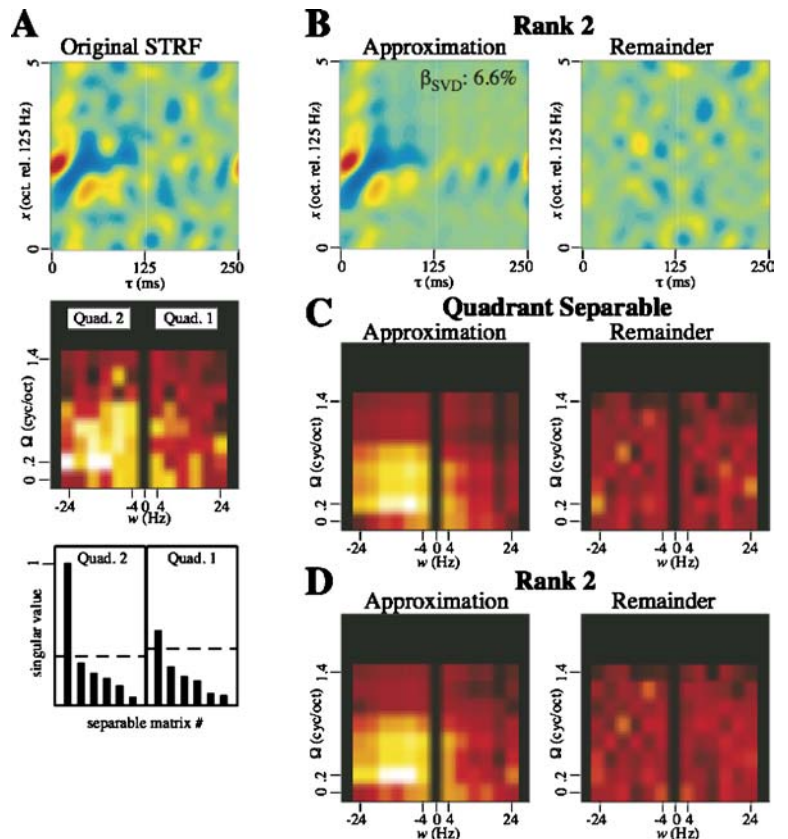 A
Original STRF
5
x (oct. rel. 125 Hz)
0
0
125
250
τ (ms)
Quad. 2
Quad. 1
1.4
Ω (cyc/oct)
.2
0
-24
-4
0
4
24
w (Hz)
1
Quad. 2
Quad. 1
singular value
separable matrix #
B
Rank 2
Approximation
Remainder
βSVD: 6.6%
5
x (oct. rel. 125 Hz)
0
0
125
250
τ (ms)
0
125
250
τ (ms)
C
Quadrant Separable
Approximation
Remainder
1.4
Ω (cyc/oct)
0 .2
-24
-4 0 4
24
w (Hz)
1.4
Ω (cyc/oct)
0 .2
-24
-4 0 4
24
w (Hz)
D
Rank 2
Approximation
Remainder
1.4
Ω (cyc/oct)
0 .2
-24
-4 0 4
24
w (Hz)
1.4
Ω (cyc/oct)
0 .2
-24
-4 0 4
24
w (Hz)